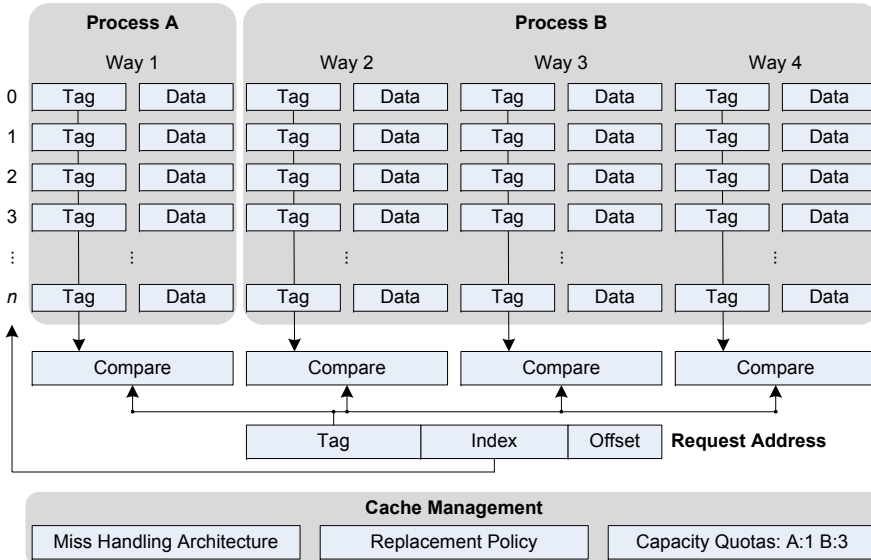 Process A Process B
Way 1 Way 2 Way 3 Way 4
0 Tag Data Tag Data Tag Data Tag Data
1 Tag Data Tag Data Tag Data Tag Data
2 Tag Data Tag Data Tag Data Tag Data
3 Tag Data Tag Data Tag Data Tag Data
⋮ ⋮ ⋮ ⋮ ⋮
n Tag Data Tag Data Tag Data Tag Data
Compare Compare Compare Compare
Tag Index Offset Request Address
Cache Management
Miss Handling Architecture Replacement Policy Capacity Quotas: A:1 B:3